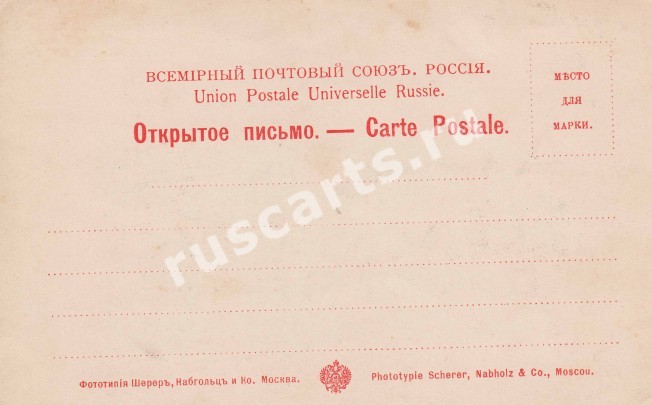 ВСЕМІРНЫЙ ПОЧТОВЫЙ СОЮЗЪ. РОССІЯ.
Union Postale Universelle Russie.
Открытое письмо. — Carte Postale.
МѢСТО
ДЛЯ
МАРКИ.
ruscarts.ru
Фототипія Шереръ, Набгольцъ и Ко. Москва.
Phototypie Scherer, Nabholz & Co., Moscou.